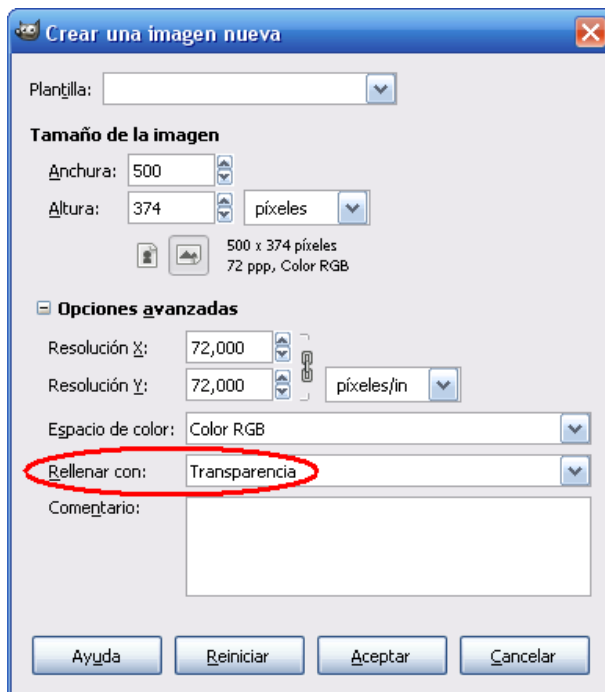 Crear una imagen nueva
Plantilla:
Tamaño de la imagen
Anchura: 500
Altura: 374 píxeles
500 x 374 píxeles
72 ppp, Color RGB
Opciones avanzadas
Resolución X: 72,000
Resolución Y: 72,000 píxeles/in
Espacio de color: Color RGB
Rellenar con: Transparencia
Comentario:
Ayuda Reiniciar Aceptar Cancelar